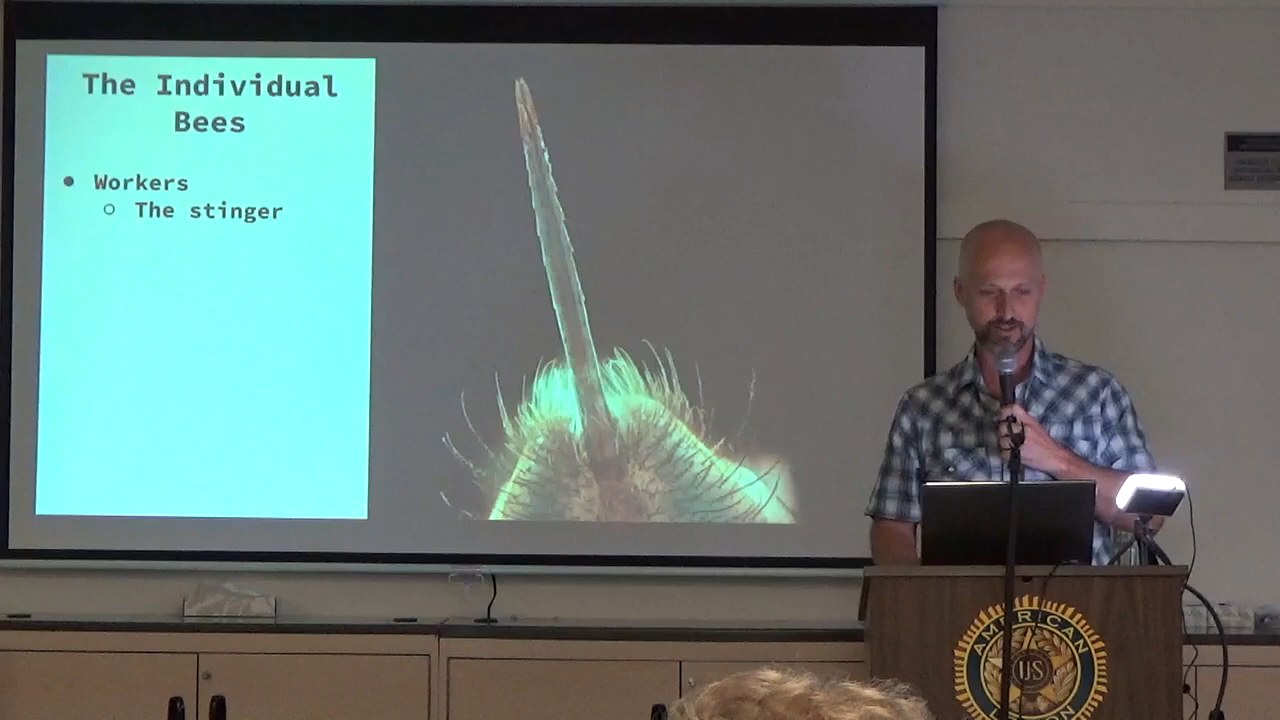 The Individual
Bees
Workers
The stinger
AMERICAN
US
LEGION